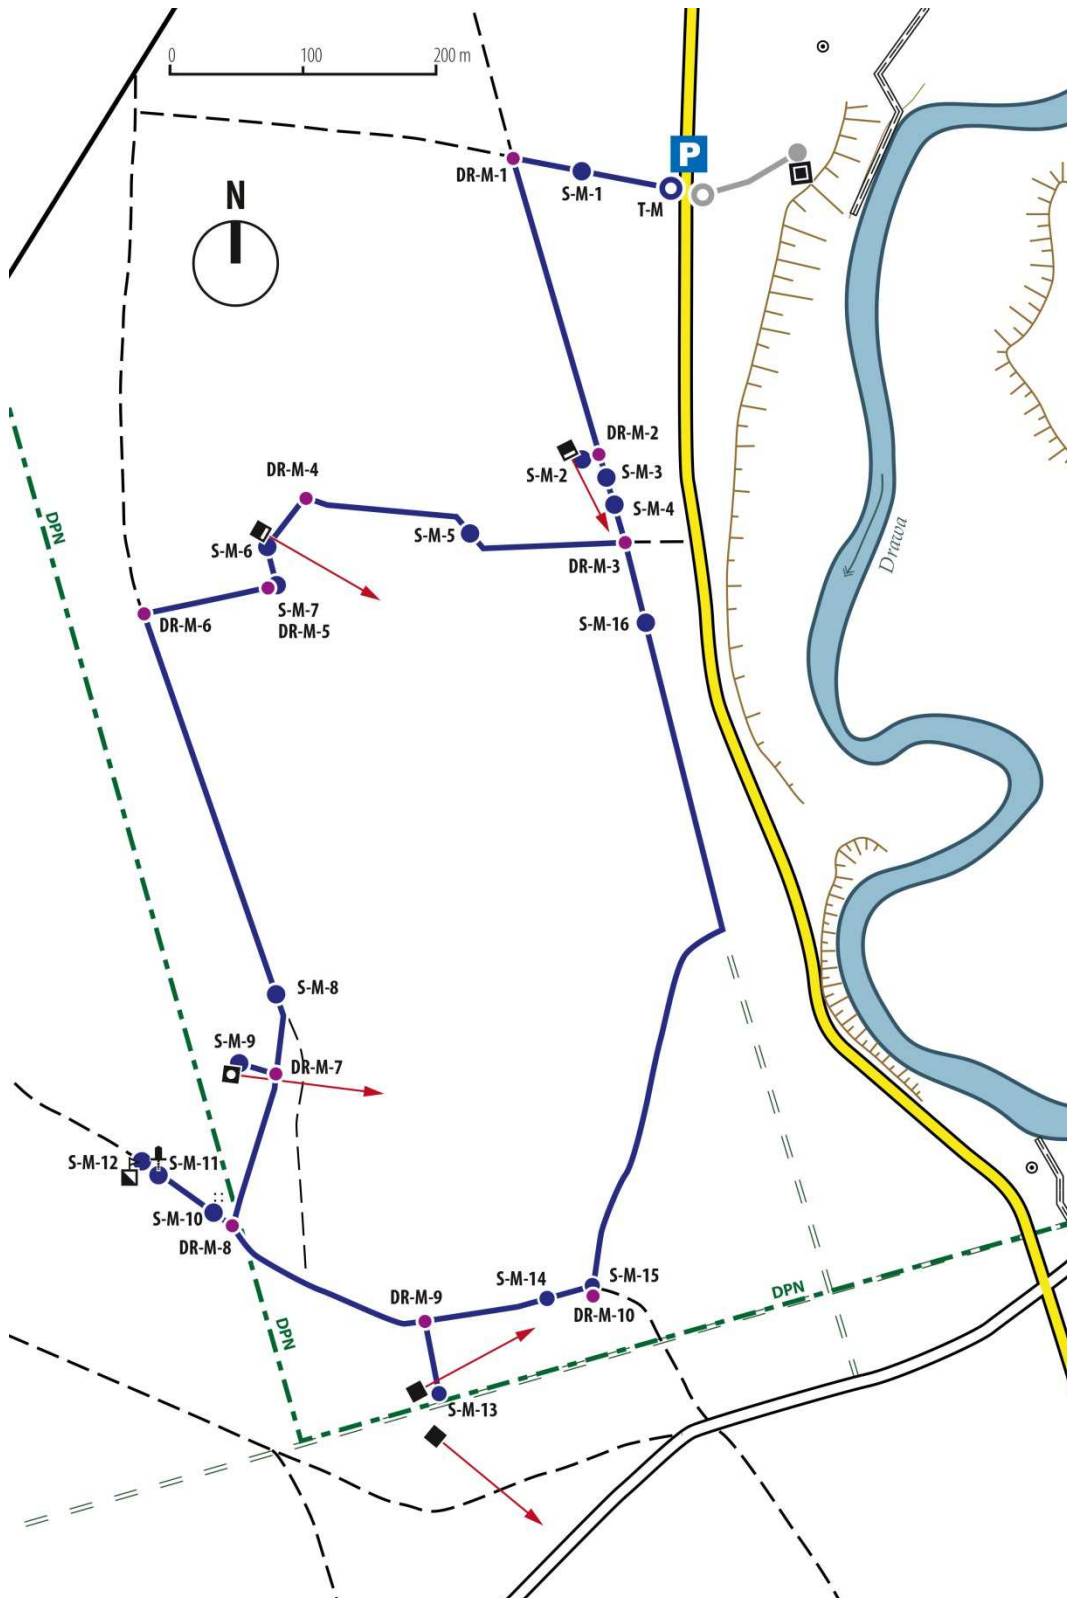 0 100 200 m
P
DR-M-1
S-M-1
T-M
N
DR-M-2
DR-M-4
S-M-2
S-M-3
S-M-4
DPN
S-M-5
S-M-6
DR-M-3
Drawa
S-M-7
DR-M-5
DR-M-6
S-M-16
S-M-8
S-M-9
DR-M-7
S-M-12
S-M-11
S-M-10
DR-M-8
S-M-14
S-M-15
DR-M-9
DR-M-10
DPN
DPN
S-M-13